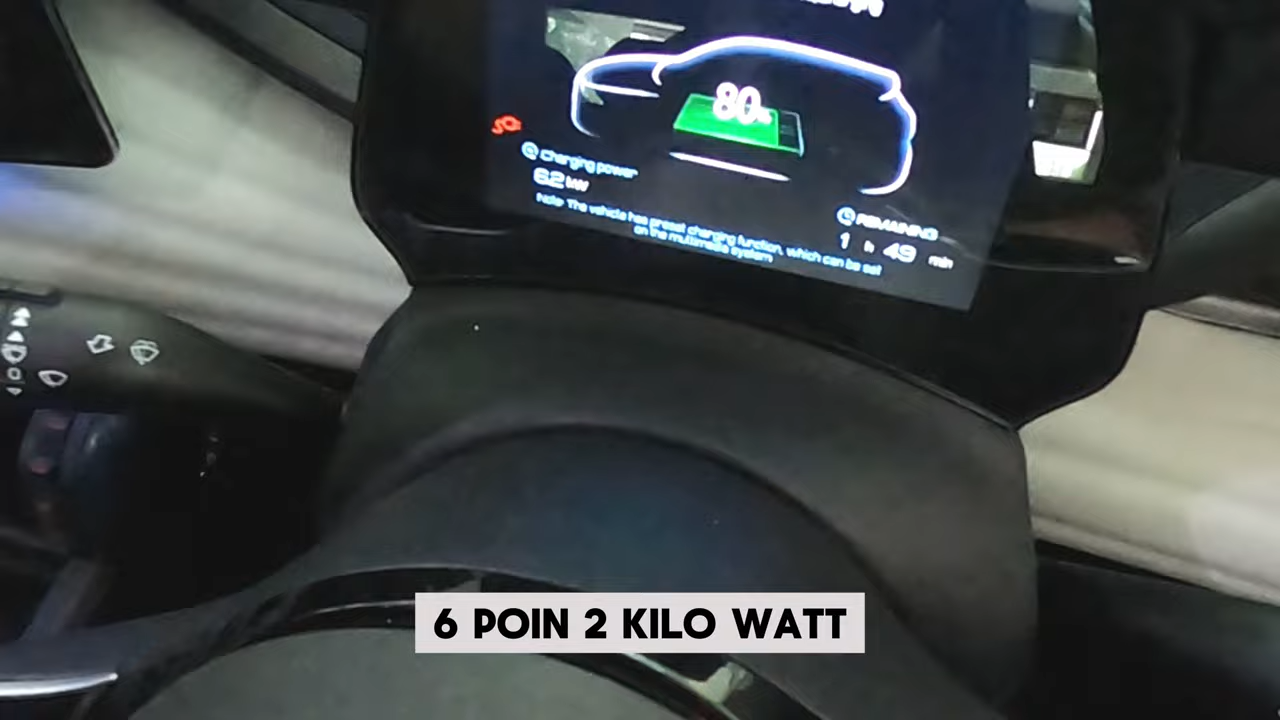 80%
Charging power
6.2 kW
Note: The vehicle has preset charging function, which can be set
on the multimedia system
REMAINING
1 h 49 min
6 POIN 2 KILO WATT